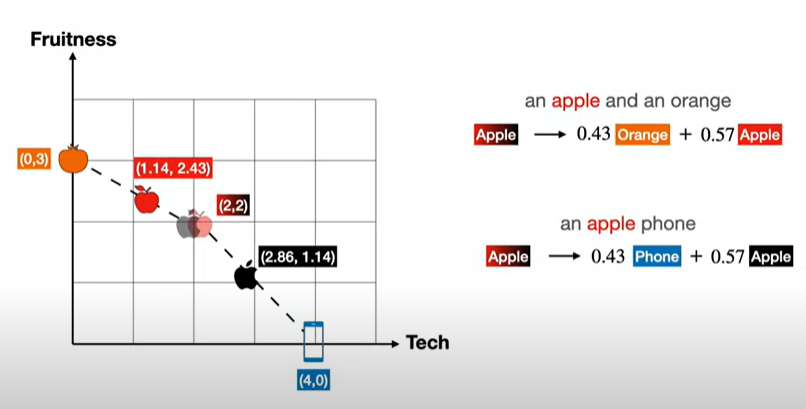 Fruitness
(0,3)
(1.14, 2.43)
(2,2)
(2.86, 1.14)
(4,0)
Tech
an apple and an orange
Apple → 0.43 Orange + 0.57 Apple
an apple phone
Apple → 0.43 Phone + 0.57 Apple